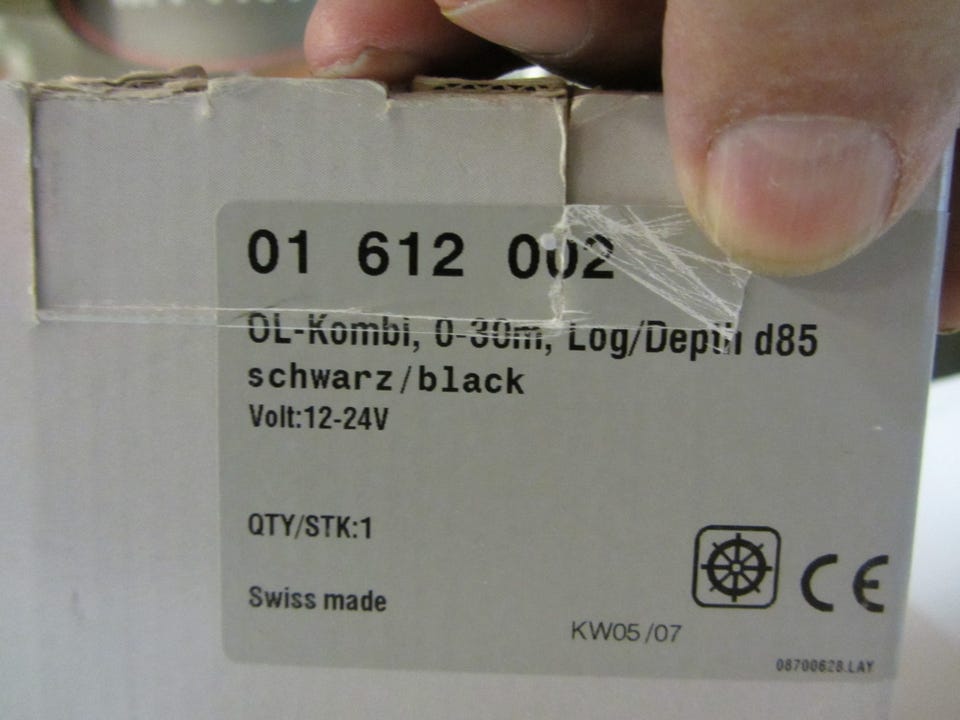 01 612 002
OL-Kombi, 0-30m, Log/Depth d85
schwarz/black
Volt:12-24V
QTY/STK:1
Swiss made
CE
KW05/07
08700628.LAY